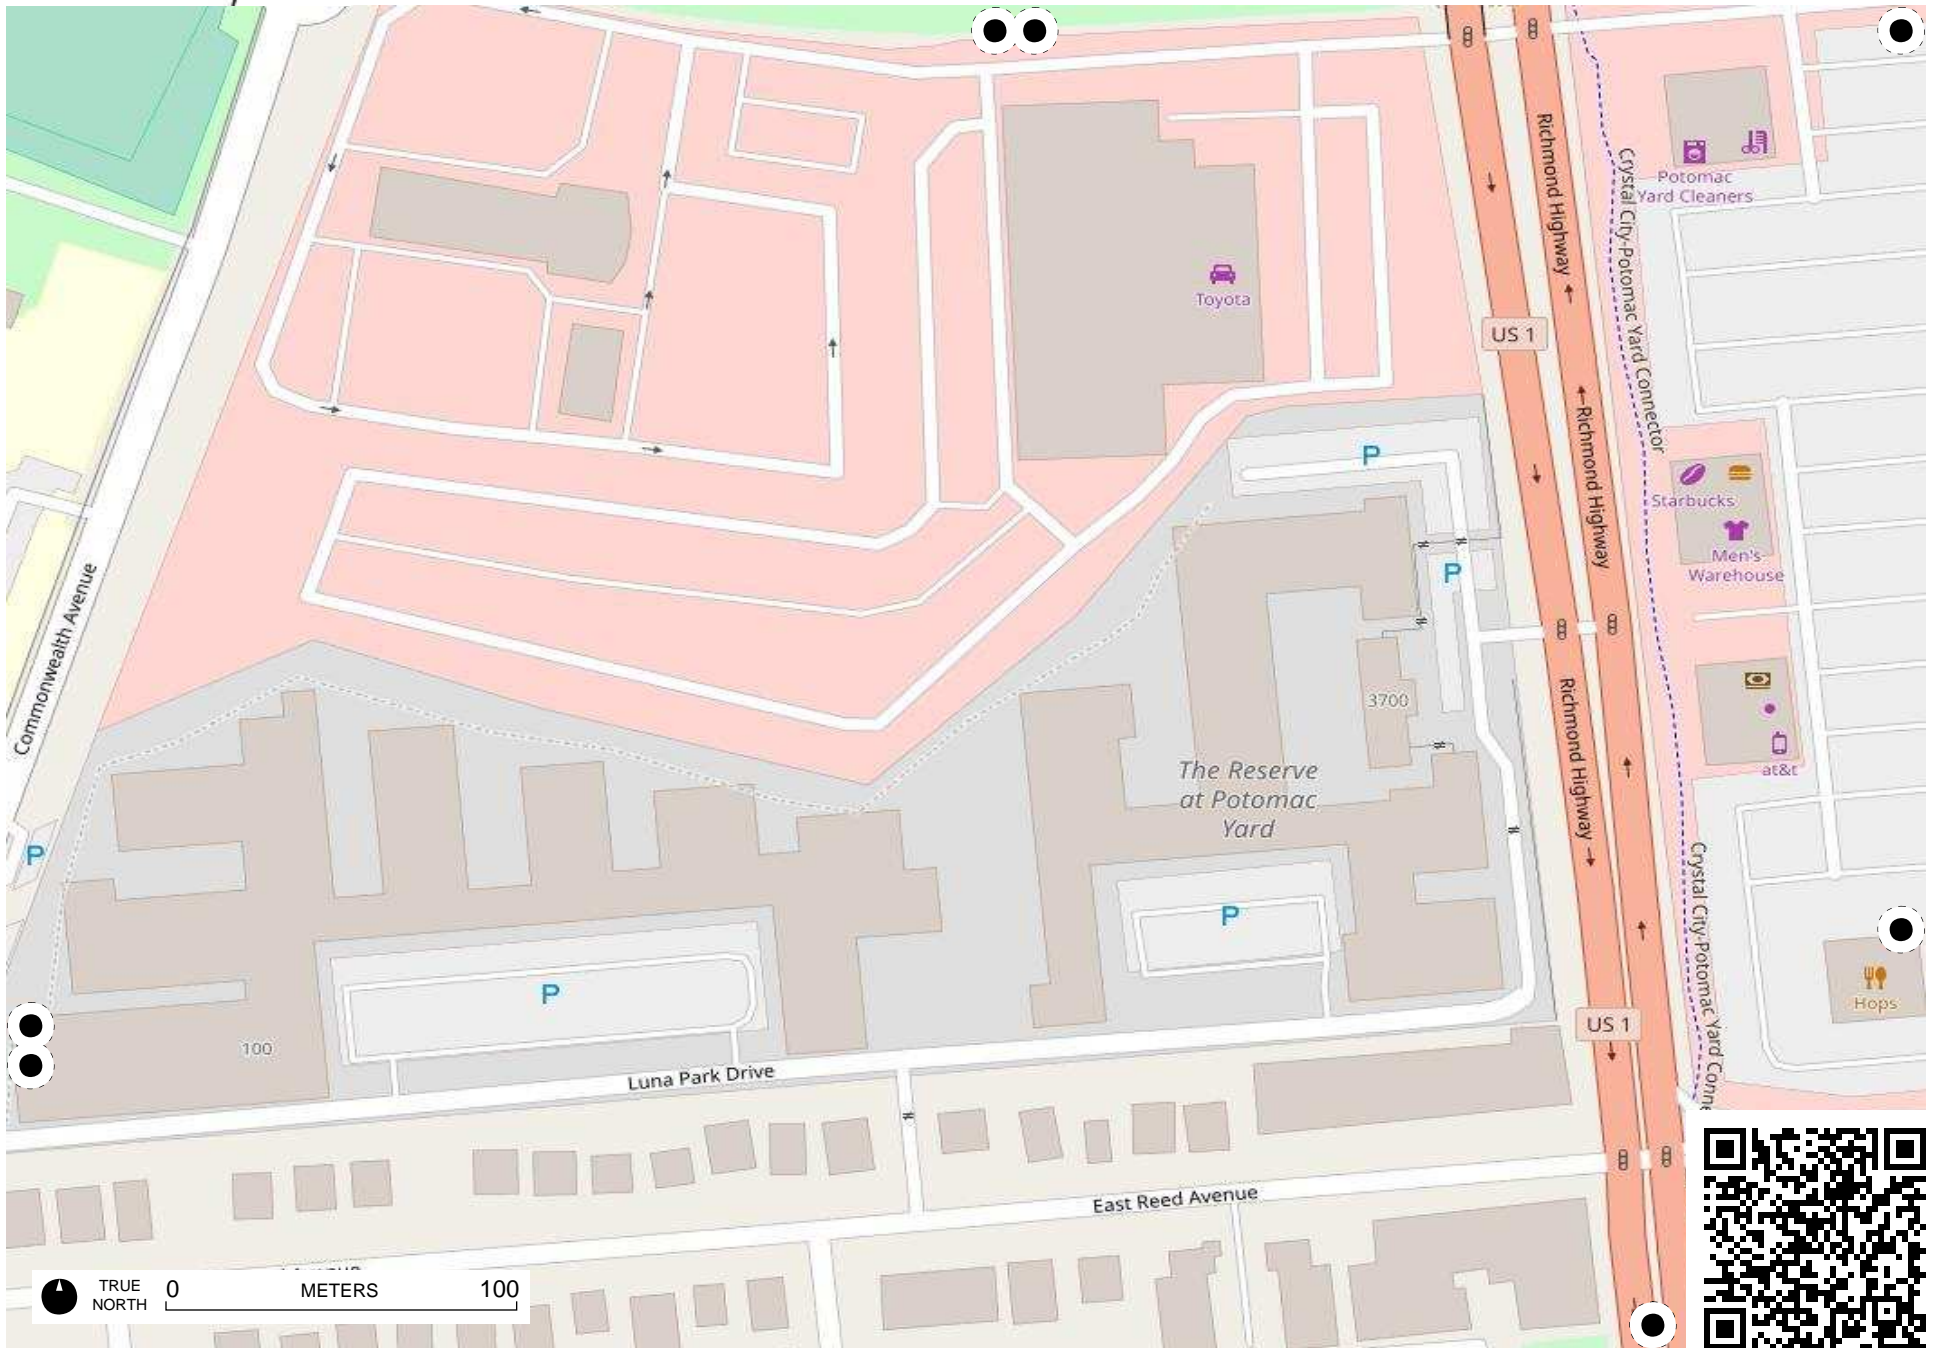 Richmond Highway
Crystal City-Potomac Yard Connector
Potomac
Yard Cleaners
Toyota
US 1
P
Richmond Highway
Starbucks
Men's
Warehouse
P
Commonwealth Avenue
3700
Richmond Highway
The Reserve
at Potomac
Yard
at&t
P
P
P
Crystal City-Potomac Yard Conne
Hops
US 1
100
Luna Park Drive
East Reed Avenue
TRUE
NORTH
0
METERS
100